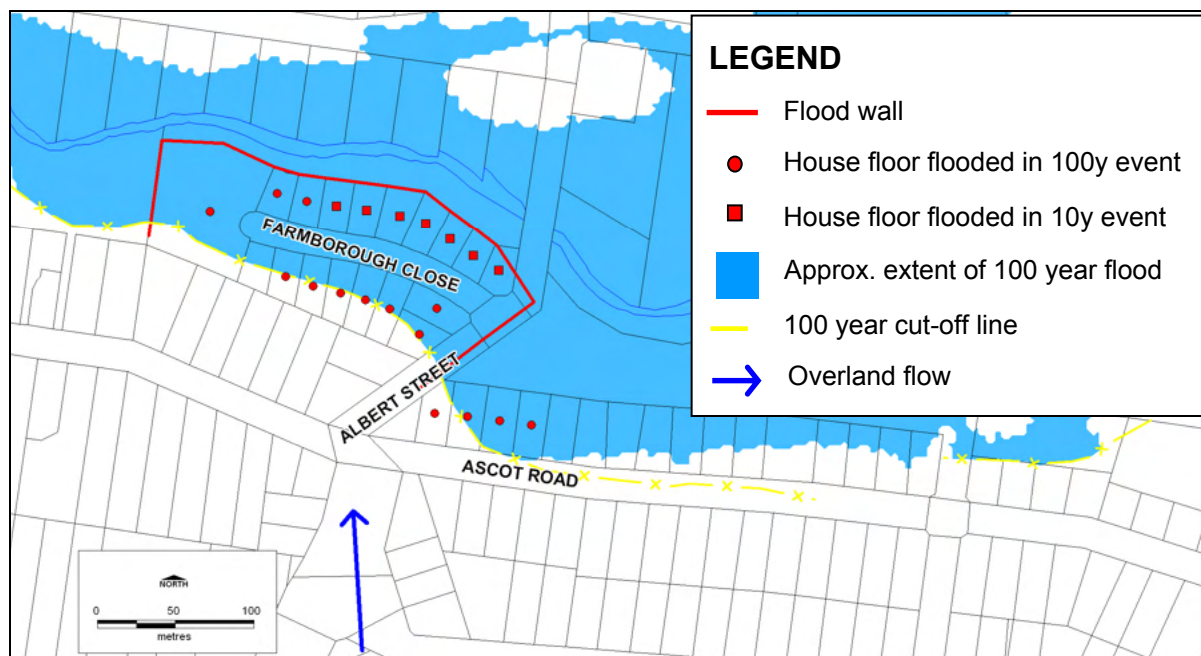 LEGEND
Flood wall
House floor flooded in 100y event
House floor flooded in 10y event
Approx. extent of 100 year flood
100 year cut-off line
Overland flow
FARMBOROUGH CLOSE
ALBERT STREET
ASCOT ROAD
NORTH
0 50 100
metres